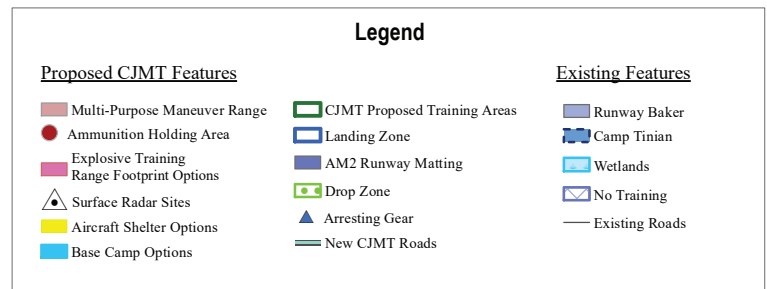 Legend
Proposed CJMT Features
Multi-Purpose Maneuver Range
Ammunition Holding Area
Explosive Training
Range Footprint Options
Surface Radar Sites
Aircraft Shelter Options
Base Camp Options
CJMT Proposed Training Areas
Landing Zone
AM2 Runway Matting
Drop Zone
Arresting Gear
New CJMT Roads
Existing Features
Runway Baker
Camp Tinian
Wetlands
No Training
Existing Roads